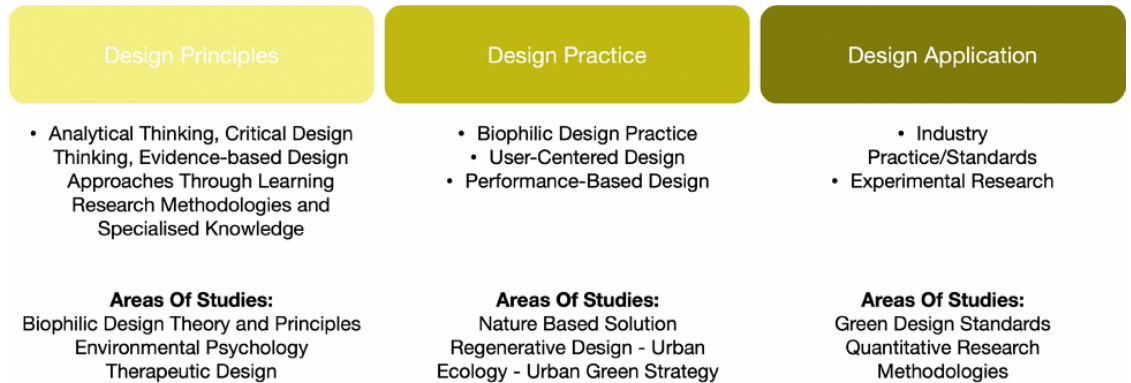 Design Principles
• Analytical Thinking, Critical Design
Thinking, Evidence-based Design
Approaches Through Learning
Research Methodologies and
Specialised Knowledge
Areas Of Studies:
Biophilic Design Theory and Principles
Environmental Psychology
Therapeutic Design
Design Practice
• Biophilic Design Practice
• User-Centered Design
• Performance-Based Design
Areas Of Studies:
Nature Based Solution
Regenerative Design - Urban
Ecology - Urban Green Strategy
Design Application
• Industry
Practice/Standards
• Experimental Research
Areas Of Studies:
Green Design Standards
Quantitative Research
Methodologies